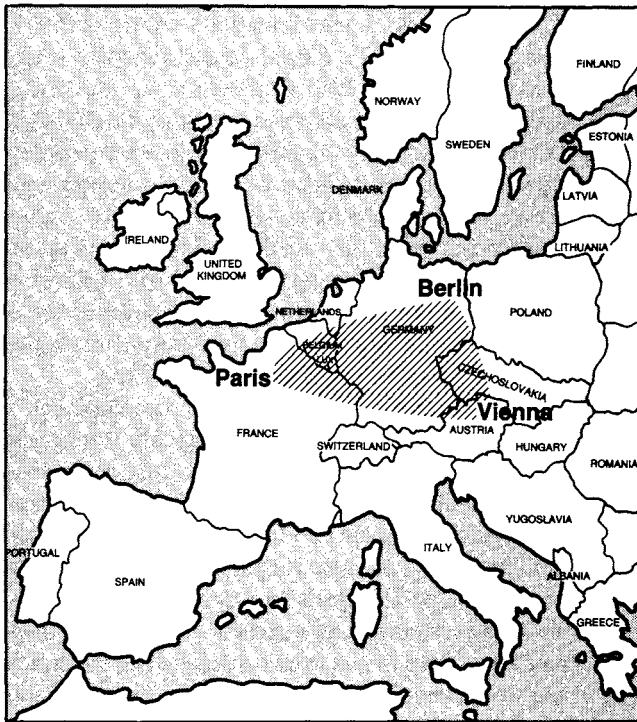 FINLAND
NORWAY
ESTONIA
SWEDEN
DENMARK
LATVIA
IRELAND
LITHUANIA
UNITED
KINGDOM
Berlin
NETHERLANDS
POLAND
GERMANY
BELGIUM
LUX
CZECHOSLOVAKIA
Paris
Vienna
FRANCE
AUSTRIA
SWITZERLAND
HUNGARY
ROMANIA
YUGOSLAVIA
PORTUGAL
ITALY
ALBANIA
SPAIN
GREECE